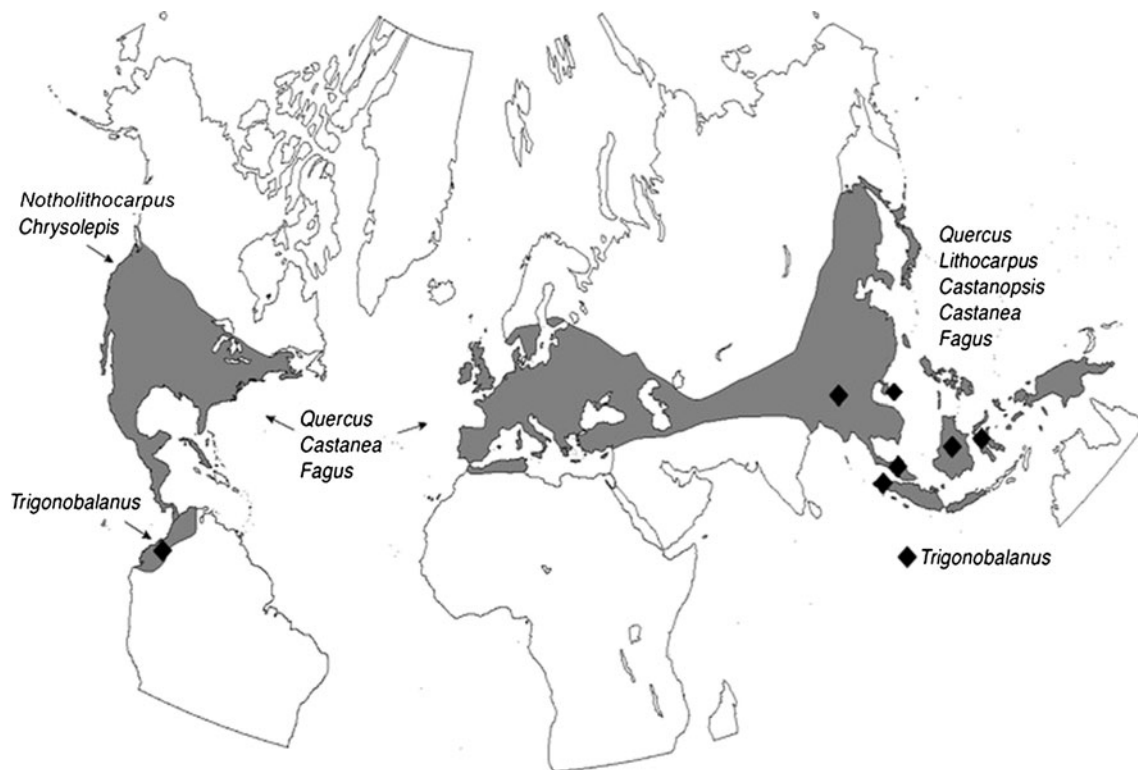 Notholithocarpus
Chrysolepis
Quercus
Lithocarpus
Castanopsis
Castanea
Fagus
Quercus
Castanea
Fagus
Trigonobalanus
Trigonobalanus